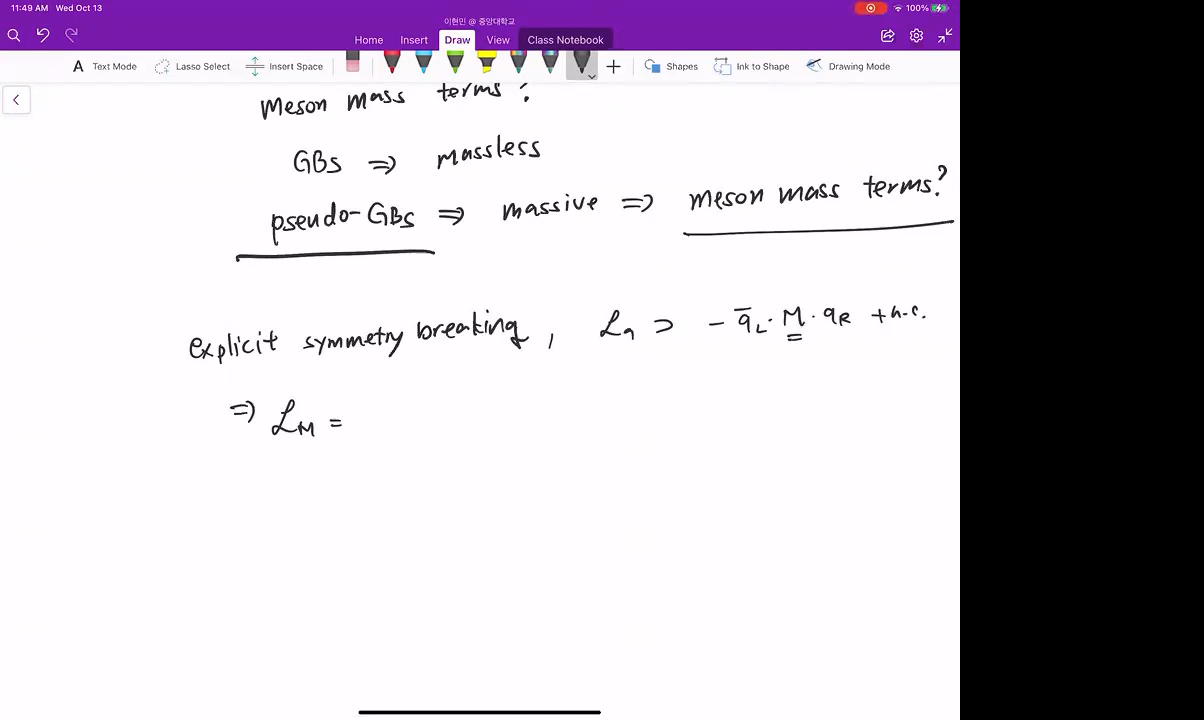 11:49 AM Wed Oct 13
100%
이현민 @ 중앙대학교
Home Insert Draw View Class Notebook
Text Mode Lasso Select Insert Space Shapes Ink to Shape Drawing Mode
Meson mass terms?
GBs ⇒ massless
pseudo-GBs ⇒ massive ⇒ meson mass terms?
explicit symmetry breaking, ℒq ⊃ - q̄L · M · qR + h.c.
⇒ ℒM =